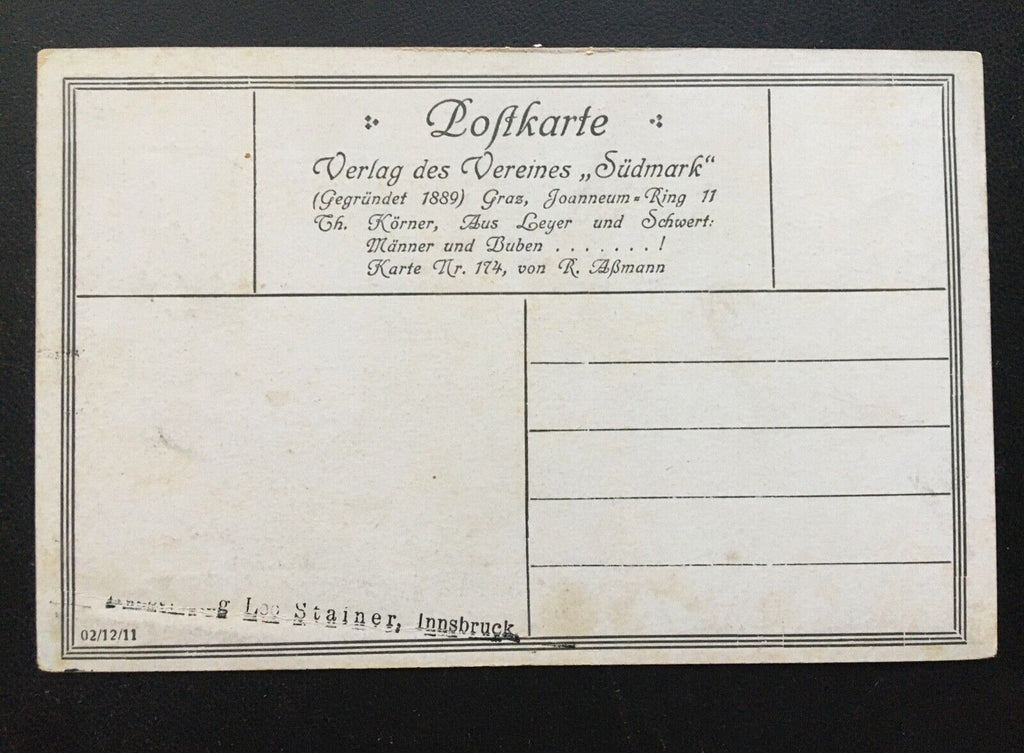 Postkarte
Verlag des Vereines „Südmark“
(Gegründet 1889) Graz, Joanneum=Ring 11
Th. Körner, Aus Leyer und Schwert:
Männer und Buben . . . . . . . !
Karte Nr. 174, von R. Aßmann
Leo Stainer, Innsbruck
02/12/11